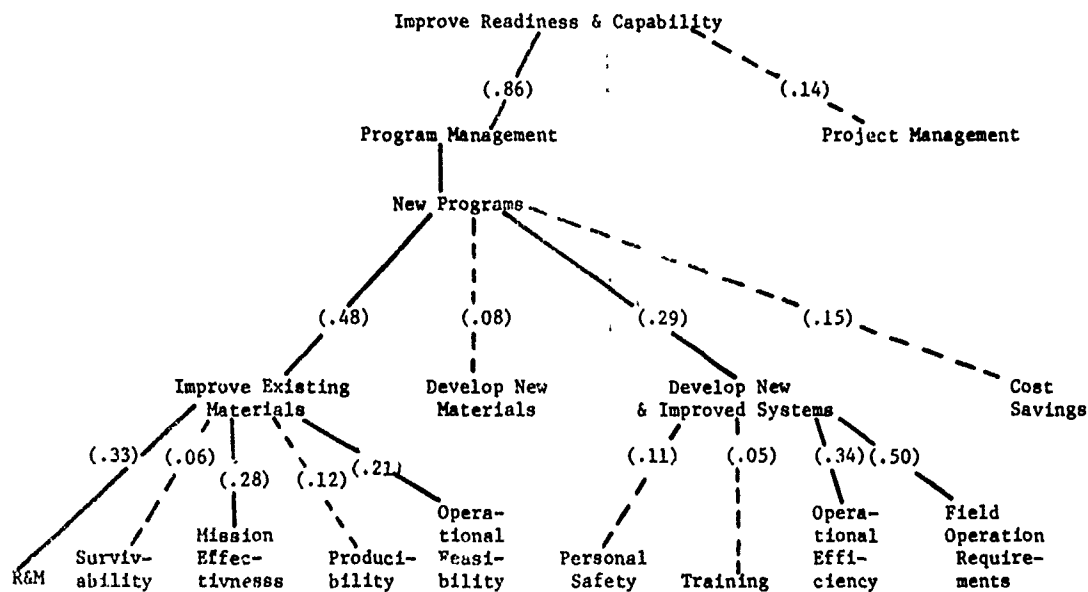 Improve Readiness & Capability
(.86)
(.14)
Program Management
Project Management
New Programs
(.48)
(.08)
(.29)
(.15)
Improve Existing
Materials
Develop New
Materials
Develop New
& Improved Systems
Cost
Savings
(.33)
(.06)
(.28)
(.12)
(.21)
(.11)
(.05)
(.34)
(.50)
R&M
Surviv-
ability
Mission
Effec-
tivnesss
Produci-
bility
Opera-
tional
Feasi-
bility
Personal
Safety
Training
Opera-
tional
Effi-
ciency
Field
Operation
Require-
ments